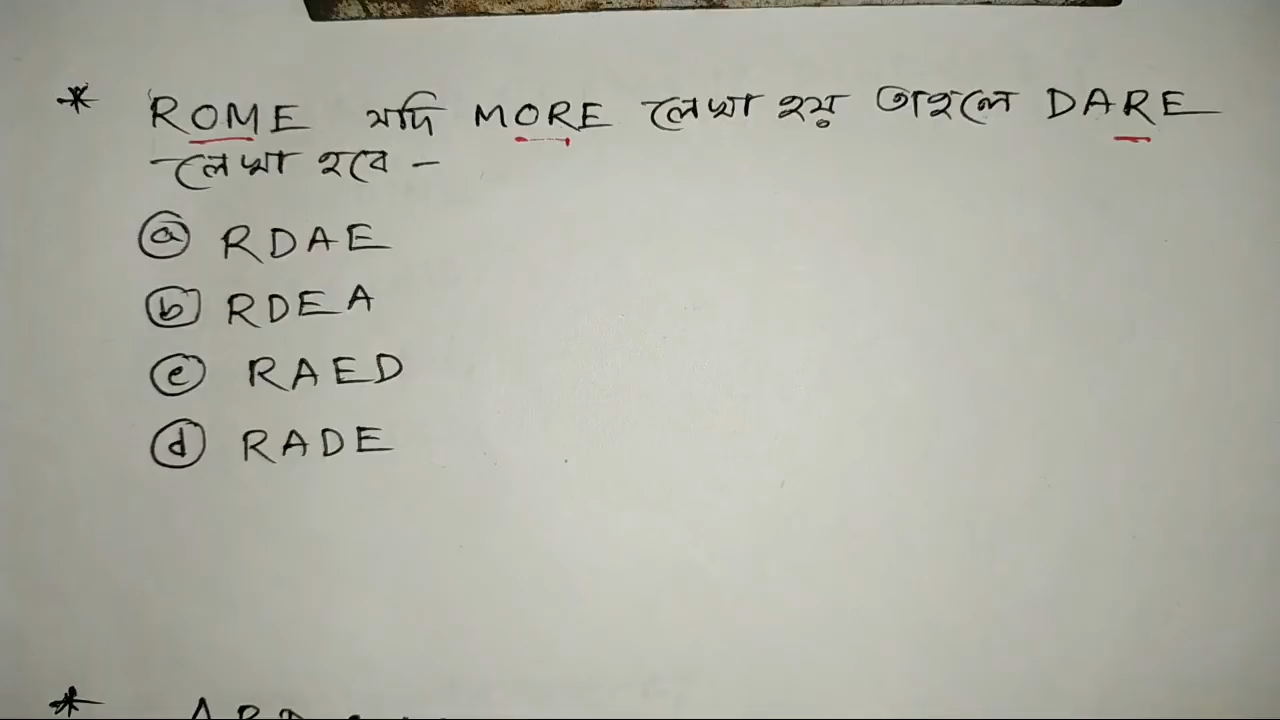 * ROME যদি MORE লেখা হয় তাহলে DARE
লেখা হবে –
ⓐ RDAE
ⓑ RDEA
ⓒ RAED
ⓓ RADE
*